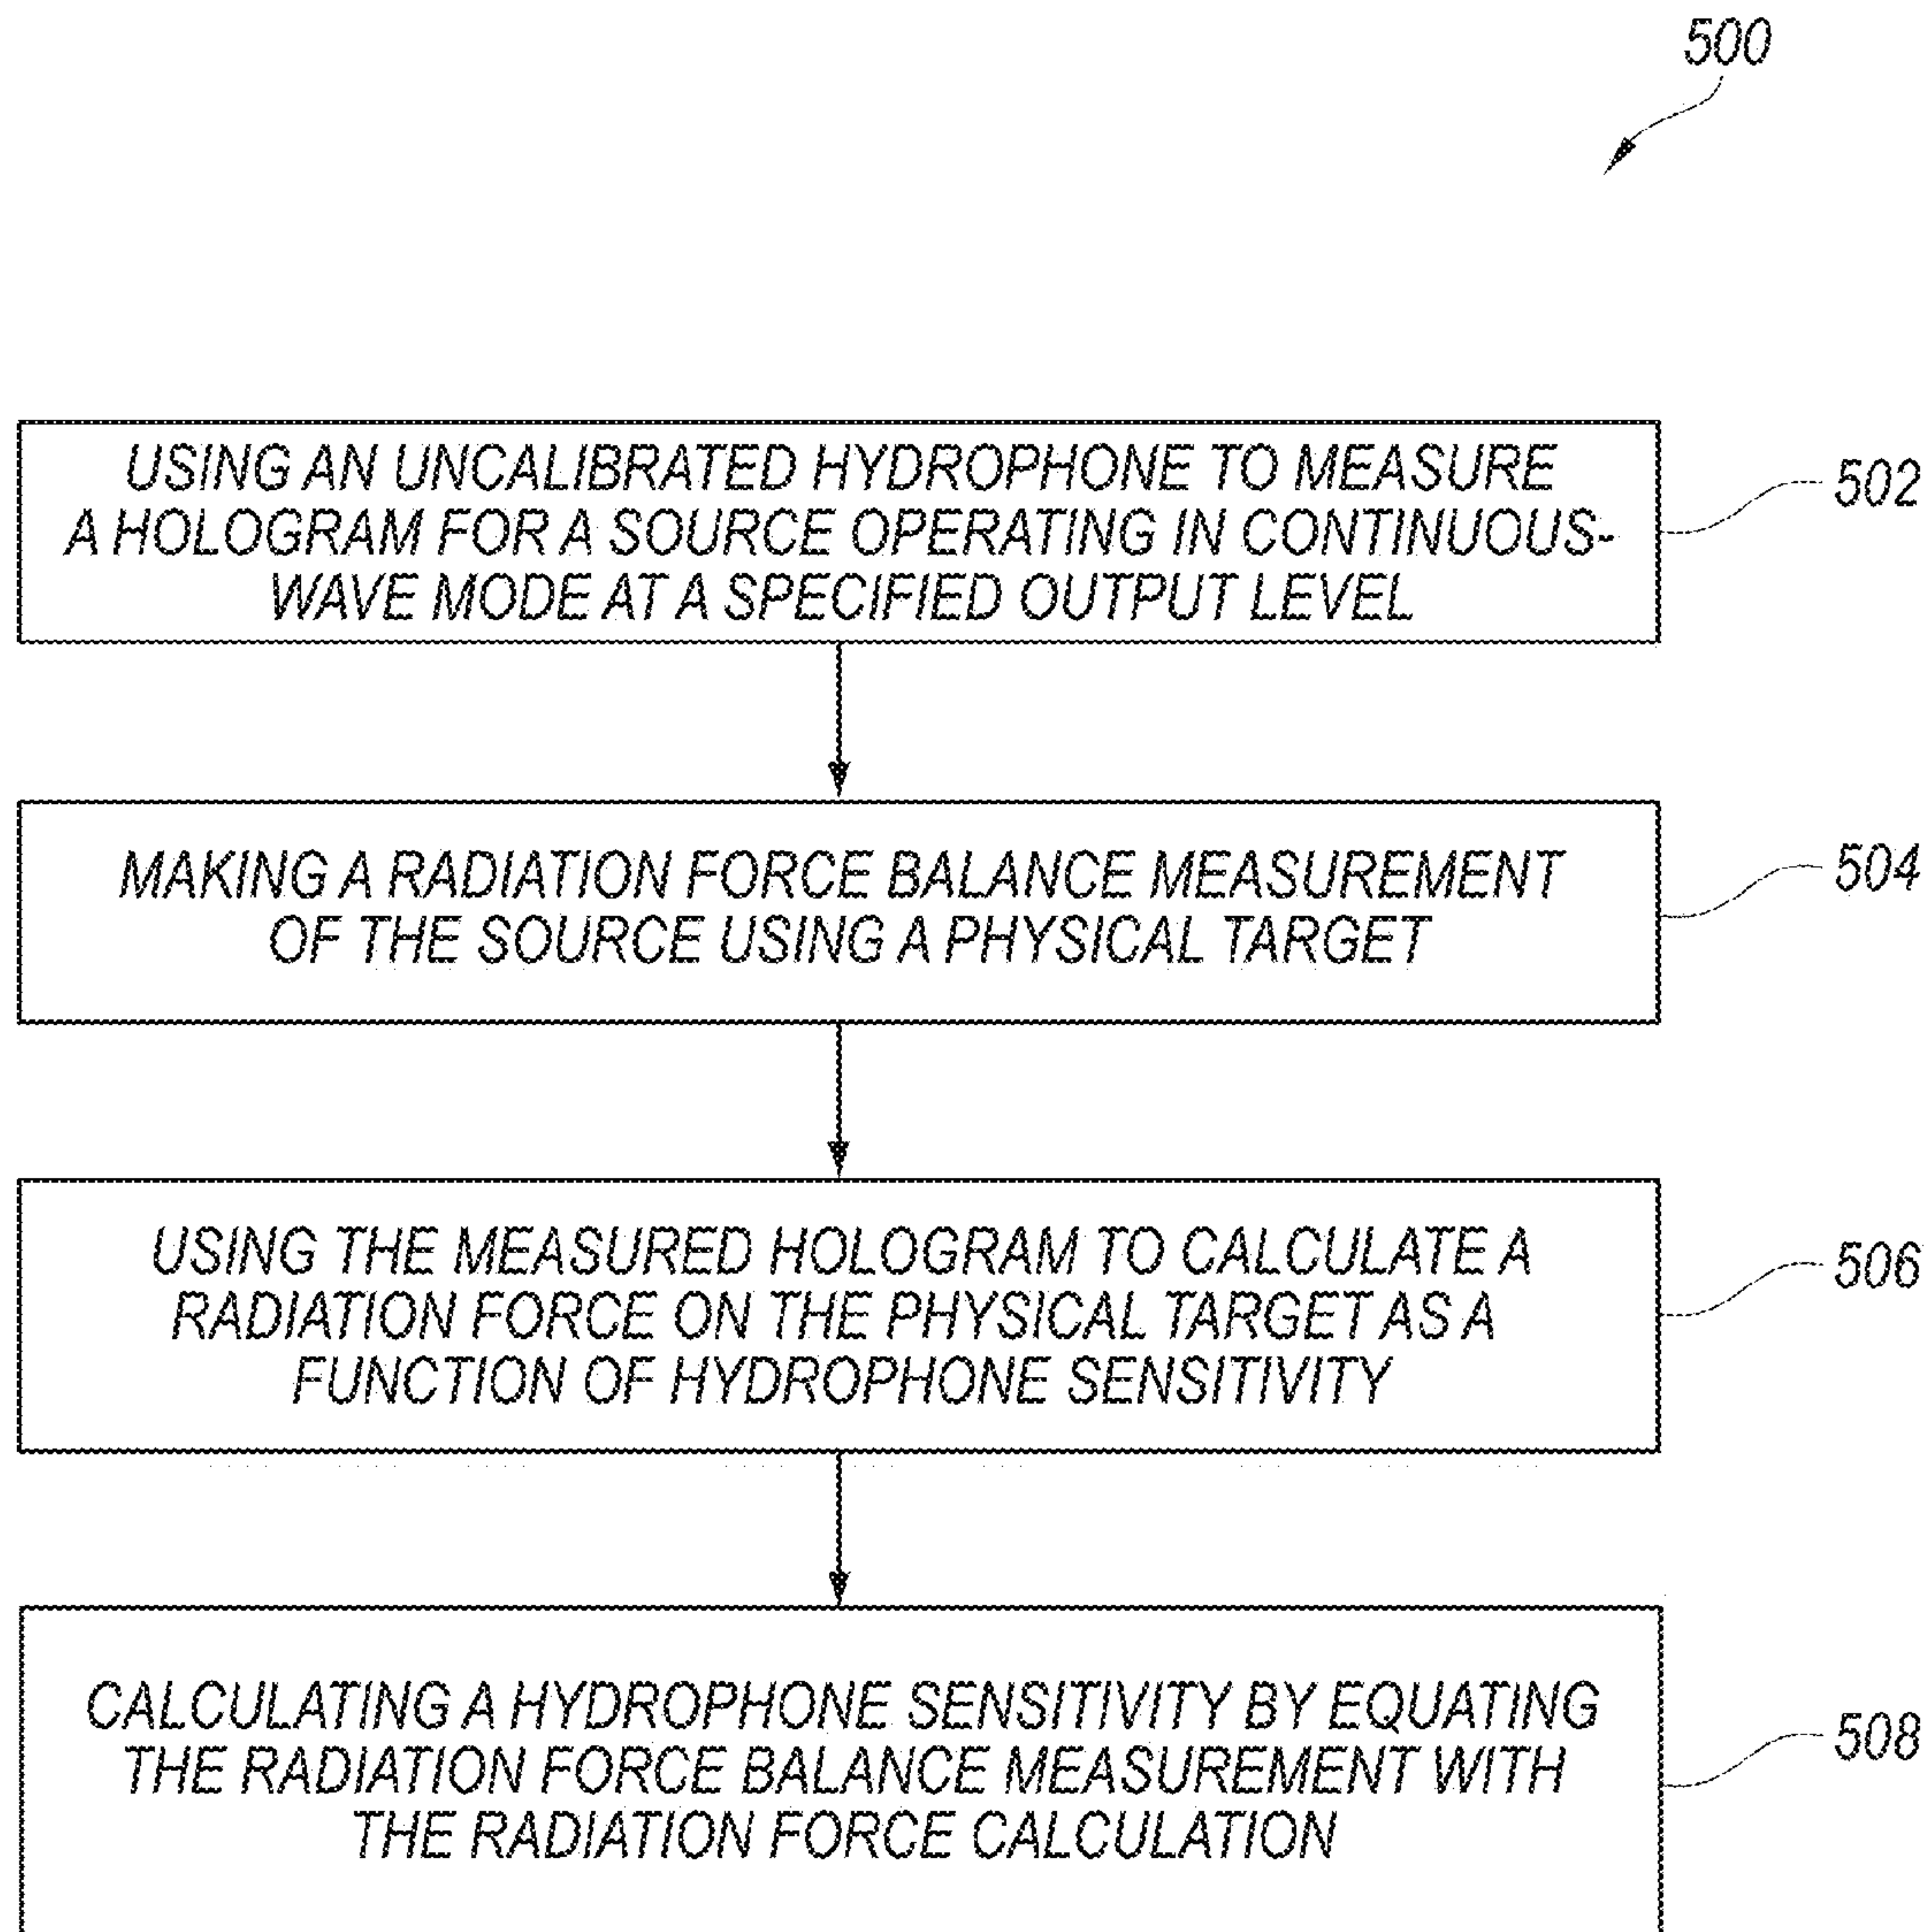 500
USING AN UNCALIBRATED HYDROPHONE TO MEASURE
A HOLOGRAM FOR A SOURCE OPERATING IN CONTINUOUS-
WAVE MODE AT A SPECIFIED OUTPUT LEVEL
502
MAKING A RADIATION FORCE BALANCE MEASUREMENT
OF THE SOURCE USING A PHYSICAL TARGET
504
USING THE MEASURED HOLOGRAM TO CALCULATE A
RADIATION FORCE ON THE PHYSICAL TARGET AS A
FUNCTION OF HYDROPHONE SENSITIVITY
506
CALCULATING A HYDROPHONE SENSITIVITY BY EQUATING
THE RADIATION FORCE BALANCE MEASUREMENT WITH
THE RADIATION FORCE CALCULATION
508